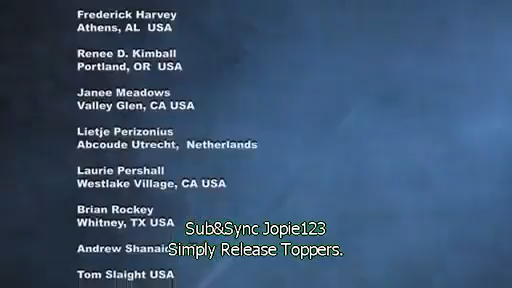 Frederick Harvey
Athens, AL USA
Renee D. Kimball
Portland, OR USA
Janee Meadows
Valley Glen, CA USA
Lietje Perizonius
Abcoude Utrecht, Netherlands
Laurie Pershall
Westlake Village, CA USA
Brian Rockey
Whitney, TX USA
Sub&Sync Jopie123
Andrew
Simply Release Toppers.
Tom Slaight USA